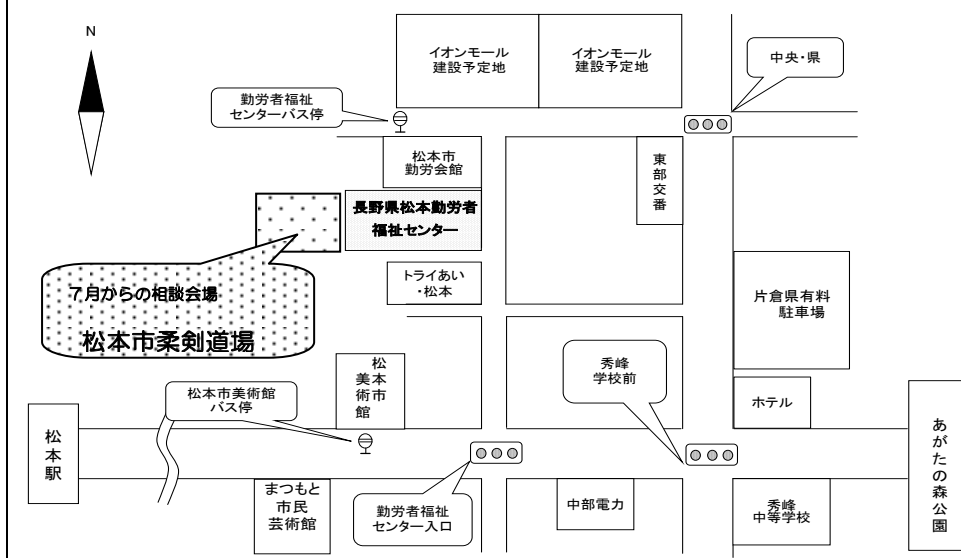 N
イオンモール
建設予定地
イオンモール
建設予定地
中央・県
勤労者福祉
センターバス停
松本市
勤労会館
東部交番
長野県松本勤労者
福祉センター
トライあい
・松本
片倉県有料
駐車場
7月からの相談会場
松本市柔剣道場
松本市
美術館
秀峰
学校前
松本市美術館
バス停
ホテル
松本駅
あがたの森公園
まつもと
市民
芸術館
勤労者福祉
センター入口
中部電力
秀峰
中等学校